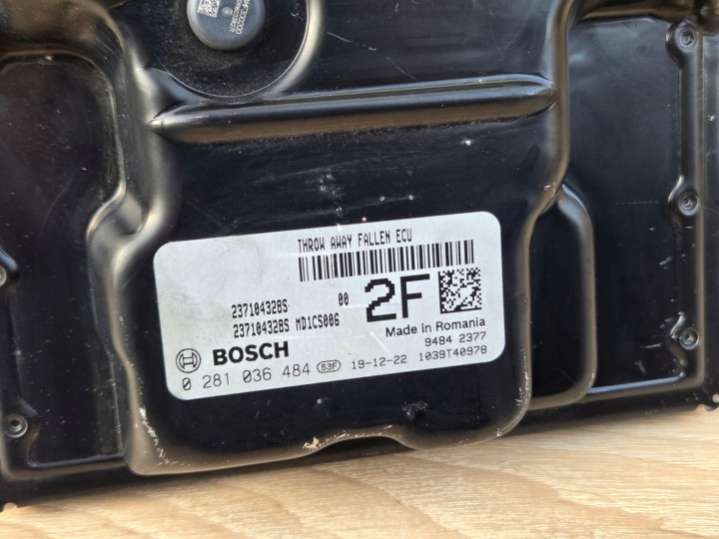 THROW AWAY FALLEN ECU
237104328S 00
237104328S MD1CS006
2F
Made in Romania
BOSCH
9484 2377
0 281 036 484 53F 19-12-22 1039T40978